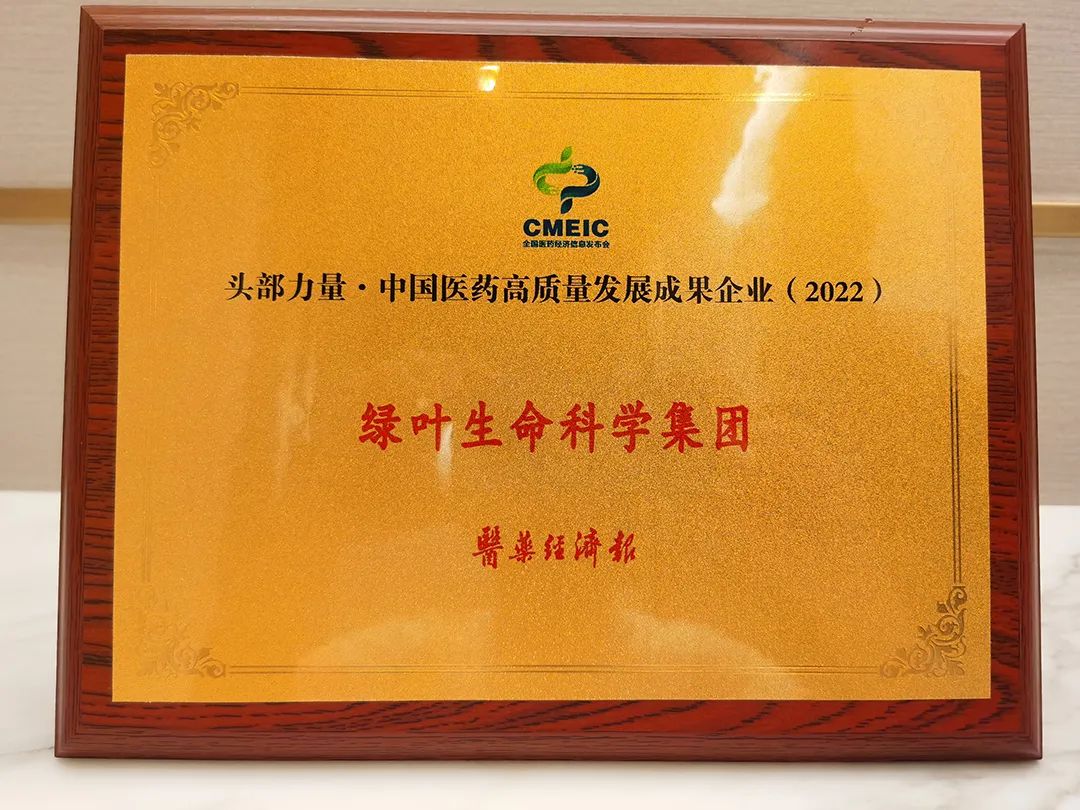 CMEIC
全国医药经济信息发布会
头部力量·中国医药高质量发展成果企业（2022）
绿叶生命科学集团
醫藥經濟報